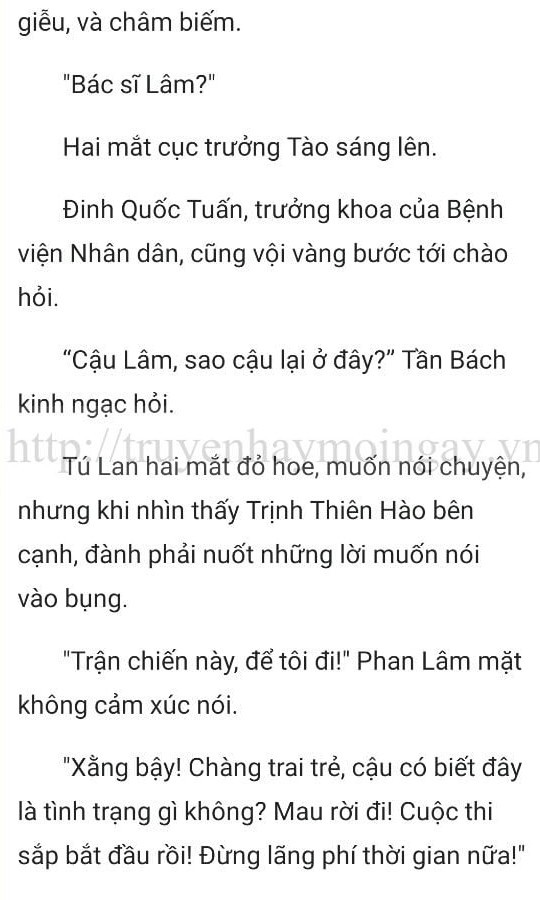 giễu, và châm biếm.
"Bác sĩ Lâm?"
Hai mắt cục trưởng Tào sáng lên.
Đinh Quốc Tuấn, trưởng khoa của Bệnh
viện Nhân dân, cũng vội vàng bước tới chào
hỏi.
“Cậu Lâm, sao cậu lại ở đây?” Tần Bách
kinh ngạc hỏi.
http://truyenhaymoingay.vn
Tú Lan hai mắt đỏ hoe, muốn nói chuyện,
nhưng khi nhìn thấy Trịnh Thiên Hào bên
cạnh, đành phải nuốt những lời muốn nói
vào bụng.
"Trận chiến này, để tôi đi!" Phan Lâm mặt
không cảm xúc nói.
"Xằng bậy! Chàng trai trẻ, cậu có biết đây
là tình trạng gì không? Mau rời đi! Cuộc thi
sắp bắt đầu rồi! Đừng lãng phí thời gian nữa!"